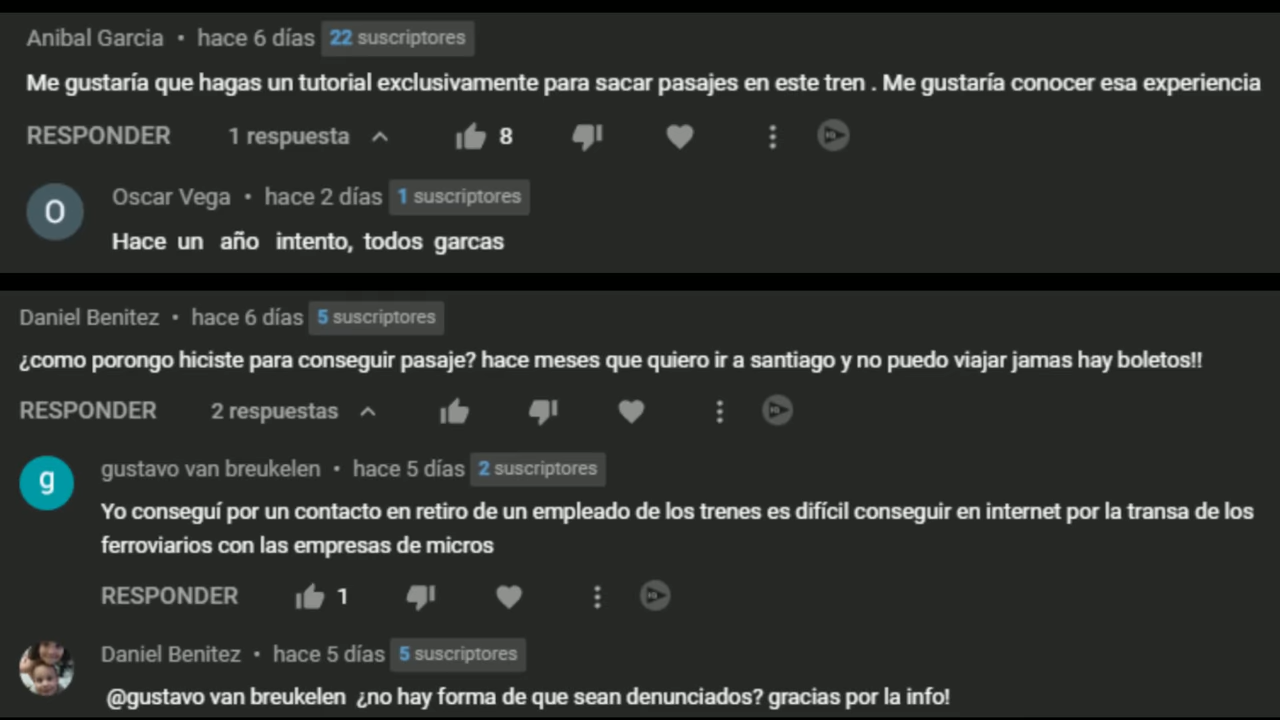 Anibal Garcia • hace 6 días 22 suscriptores
Me gustaría que hagas un tutorial exclusivamente para sacar pasajes en este tren . Me gustaría conocer esa experiencia
RESPONDER 1 respuesta 8
O Oscar Vega • hace 2 días 1 suscriptores
Hace un año intento, todos garcas
Daniel Benitez • hace 6 días 5 suscriptores
¿como porongo hiciste para conseguir pasaje? hace meses que quiero ir a santiago y no puedo viajar jamas hay boletos!!
RESPONDER 2 respuestas
g gustavo van breukelen • hace 5 días 2 suscriptores
Yo conseguí por un contacto en retiro de un empleado de los trenes es difícil conseguir en internet por la transa de los
ferroviarios con las empresas de micros
RESPONDER 1
Daniel Benitez • hace 5 días 5 suscriptores
@gustavo van breukelen ¿no hay forma de que sean denunciados? gracias por la info!